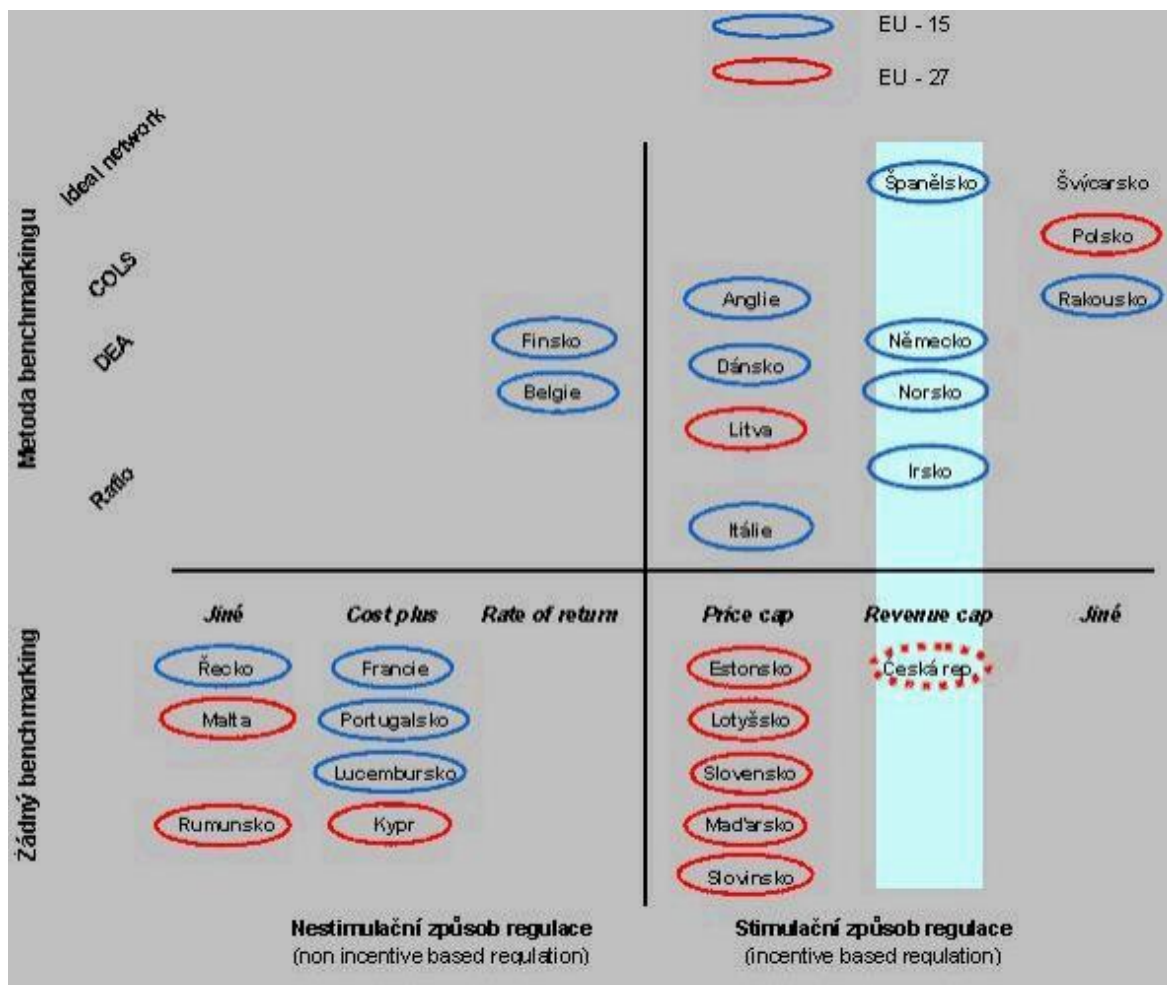 EU - 15
EU - 27
Ideal network
COLS
DEA
Ratio
Metoda benchmarkingu
Španělsko
Švýcarsko
Polsko
Anglie
Rakousko
Finsko
Německo
Dánsko
Belgie
Norsko
Litva
Irsko
Itálie
Jiné
Cost plus
Rate of return
Price cap
Revenue cap
Jiné
Žádný benchmarking
Řecko
Francie
Estonsko
Česká rep.
Malta
Portugalsko
Lotyšsko
Lucembursko
Slovensko
Rumunsko
Kypr
Maďarsko
Slovinsko
Nestimulační způsob regulace
(non incentive based regulation)
Stimulační způsob regulace
(incentive based regulation)